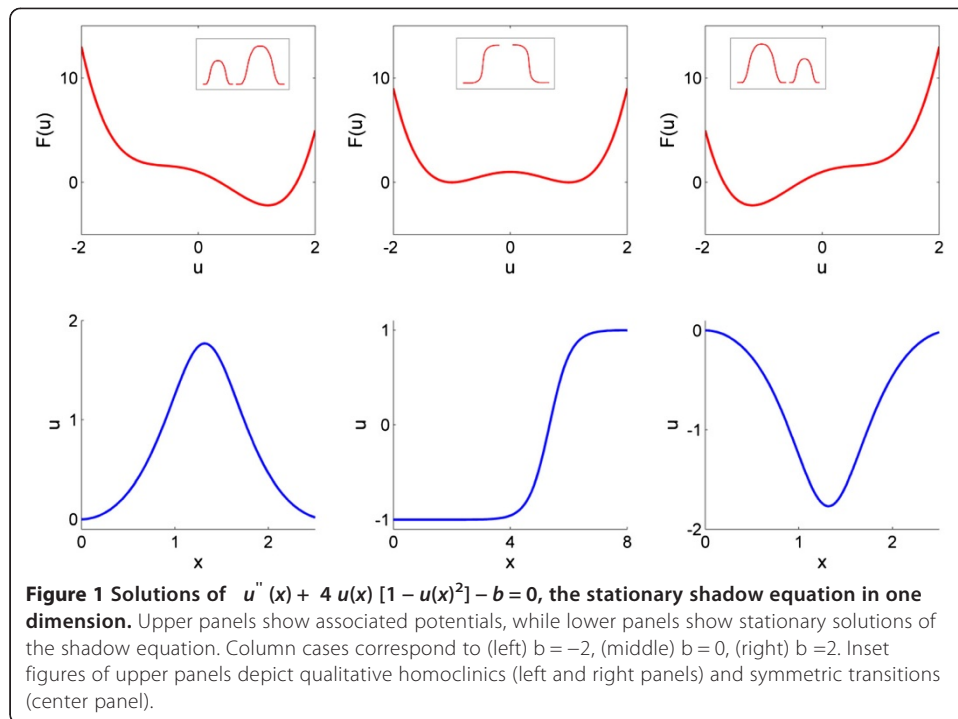 10
0
F(u)
-2
0
2
u
10
0
F(u)
-2
0
2
u
10
0
F(u)
-2
0
2
u
2
1
0
u
0
1
2
x
1
0
-1
u
0
4
8
x
0
-1
-2
u
0
1
2
x
Figure 1 Solutions of u" (x) + 4 u(x) [1 − u(x)² ] − b = 0, the stationary shadow equation in one
dimension. Upper panels show associated potentials, while lower panels show stationary solutions of
the shadow equation. Column cases correspond to (left) b = −2, (middle) b = 0, (right) b =2. Inset
figures of upper panels depict qualitative homoclinics (left and right panels) and symmetric transitions
(center panel).